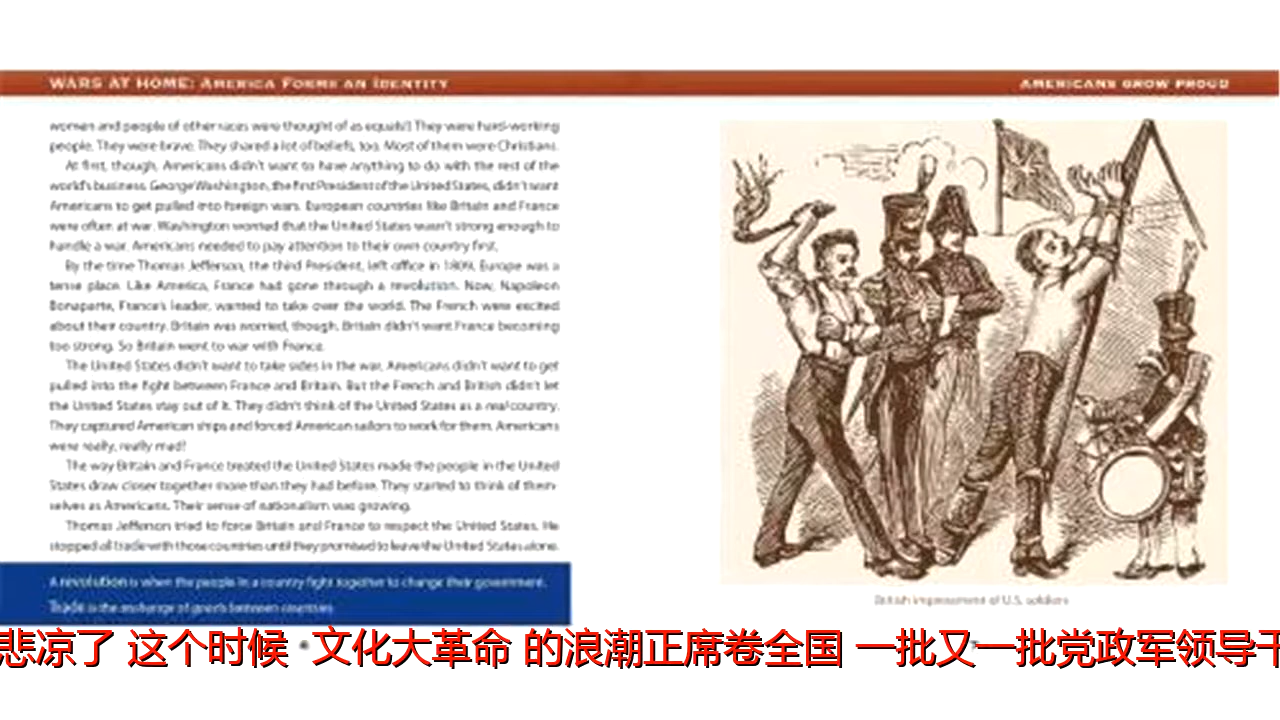 WARS AT HOME: AMERICA FORMS AN IDENTITY
AMERICANS GROW PROUD
women and people of other races were thought of as equals!) They were hard-working
people. They were brave. They shared a lot of beliefs, too. Most of them were Christians.
At first, though, Americans didn't want to have anything to do with the rest of the
world's business. George Washington, the first President of the United States, didn't want
Americans to get pulled into foreign wars. European countries like Britain and France
were often at war. Washington worried that the United States wasn't strong enough to
handle a war. Americans needed to pay attention to their own country first.
By the time Thomas Jefferson, the third President, left office in 1809, Europe was a
tense place. Like America, France had gone through a revolution. Now, Napoleon
Bonaparte, France's leader, wanted to take over the world. The French were excited
about their country. Britain was worried, though. Britain didn't want France becoming
too strong. So Britain went to war with France.
The United States didn't want to take sides in the war. Americans didn't want to get
pulled into the fight between France and Britain. But the French and British didn't let
the United States stay out of it. They didn't think of the United States as a real country.
They captured American ships and forced American sailors to work for them. Americans
were really, really mad!
The way Britain and France treated the United States made the people in the United
States draw closer together more than they had before. They started to think of them-
selves as Americans. Their sense of nationalism was growing.
Thomas Jefferson tried to force Britain and France to respect the United States. He
stopped all trade with those countries until they promised to leave the United States alone.
A revolution is when the people in a country fight together to change their government.
Trade is the exchange of goods between countries
British impressment of U.S. soldiers
悲凉了 这个时候 文化大革命 的浪潮正席卷全国 一批又一批党政军领导干